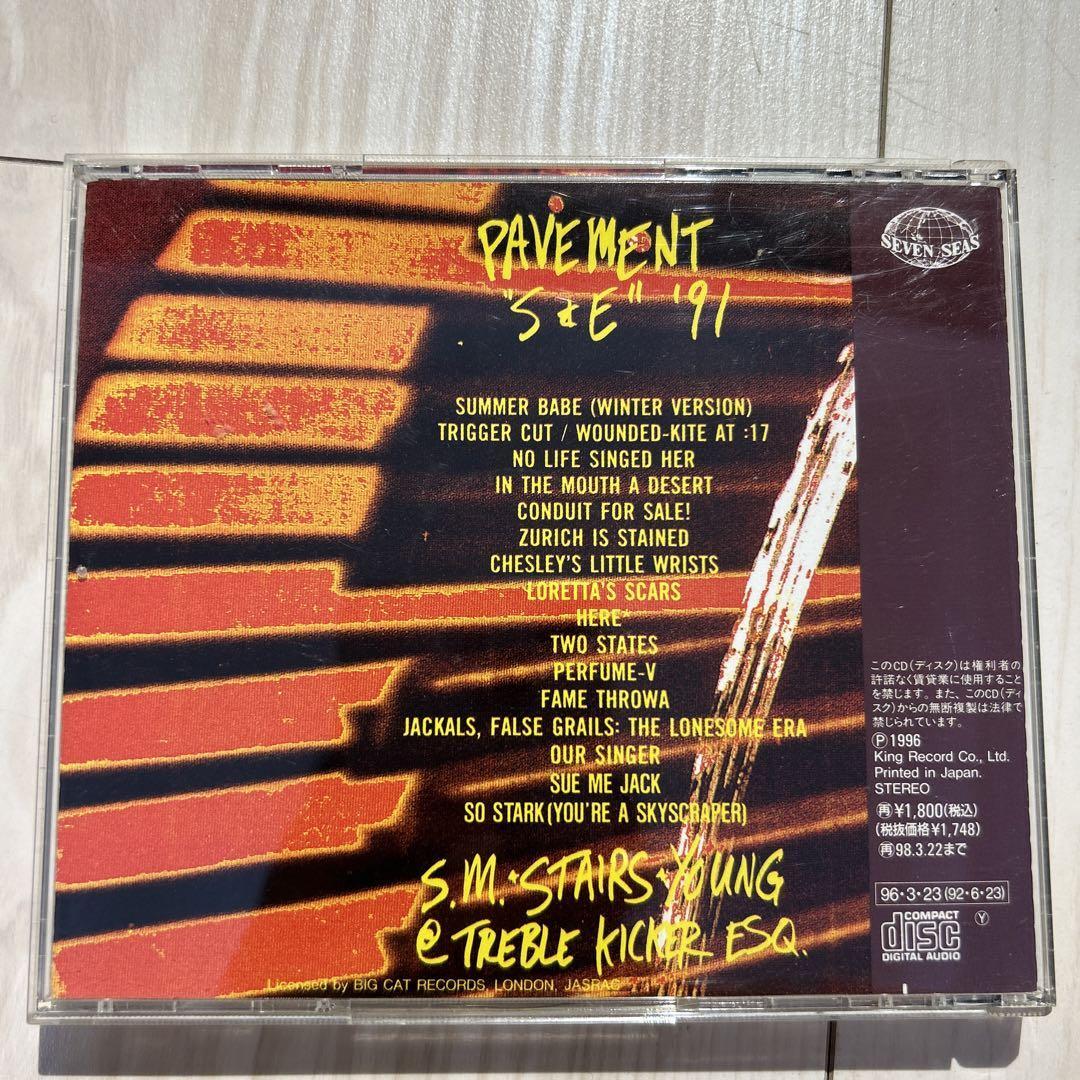 PAVEMENT
"S & E" '91
SUMMER BABE (WINTER VERSION)
TRIGGER CUT / WOUNDED-KITE AT :17
NO LIFE SINGED HER
IN THE MOUTH A DESERT
CONDUIT FOR SALE!
ZURICH IS STAINED
CHESLEY'S LITTLE WRISTS
LORETTA'S SCARS
HERE
TWO STATES
PERFUME-V
FAME THROWA
JACKALS, FALSE GRAILS: THE LONESOME ERA
OUR SINGER
SUE ME JACK
SO STARK (YOU'RE A SKYSCRAPER)
S.M. STAIRS YOUNG
@ TREBLE KICKER ESQ.
Licensed by BIG CAT RECORDS, LONDON, JASRAC
SEVEN SEAS
このCD(ディスク)は権利者の
許諾なく賃貸業に使用すること
を禁じます。また、このCD(ディ
スク)からの無断複製は法律で
禁じられています。
Ⓟ 1996
King Record Co., Ltd.
Printed in Japan.
STEREO
再¥1,800(税込)
(税抜価格¥1,748)
再98.3.22まで
96・3・23(92・6・23)
COMPACT
disc
DIGITAL AUDIO
Y